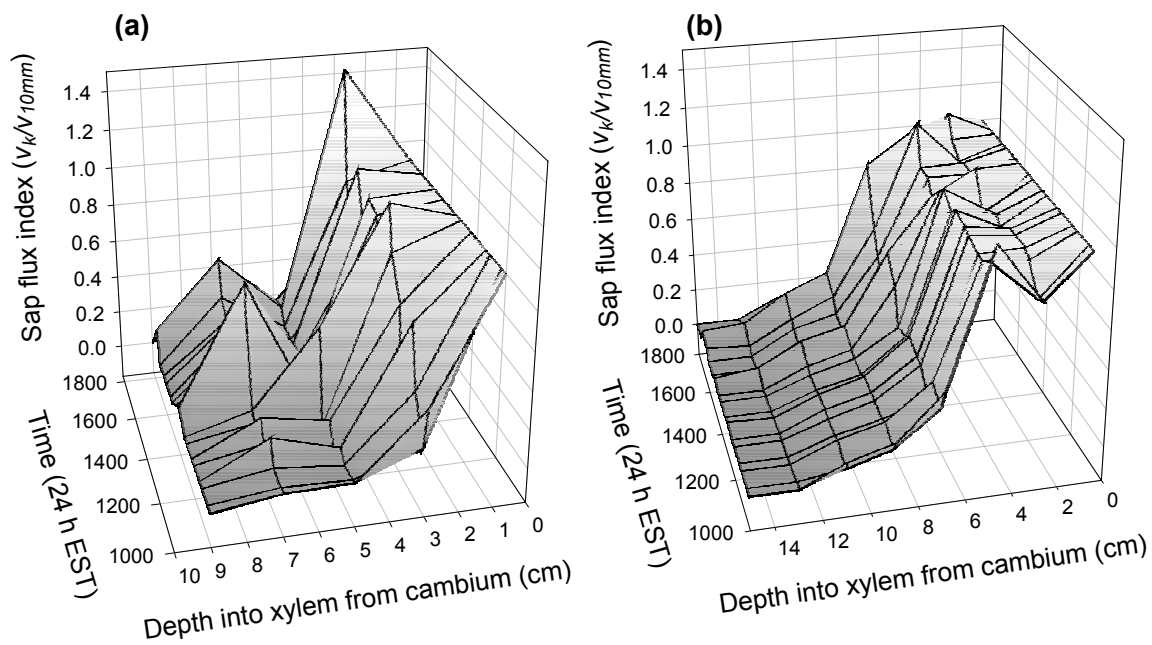 (a)
Sap flux index (vk/v10mm)
1.4
1.2
1.0
0.8
0.6
0.4
0.2
0.0
1800
1600
1400
1200
1000
Time (24 h EST)
10 9 8 7 6 5 4 3 2 1 0
Depth into xylem from cambium (cm)
(b)
Sap flux index (vk/v10mm)
1.4
1.2
1.0
0.8
0.6
0.4
0.2
0.0
1800
1600
1400
1200
1000
Time (24 h EST)
14 12 10 8 6 4 2 0
Depth into xylem from cambium (cm)